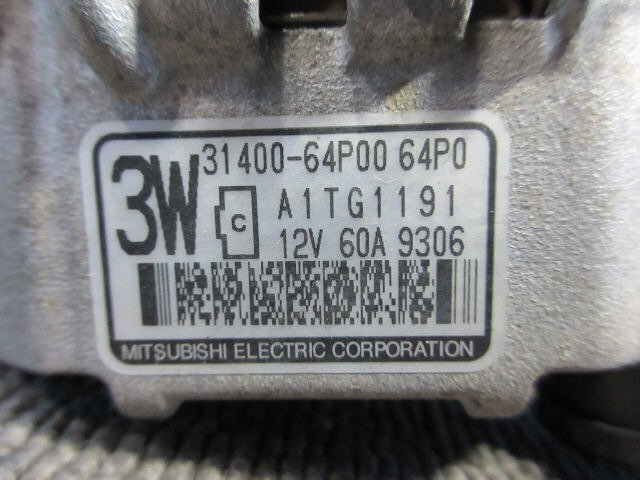 3W 31400-64P00 64P0
C A1TG1191
12V 60A 9306
MITSUBISHI ELECTRIC CORPORATION